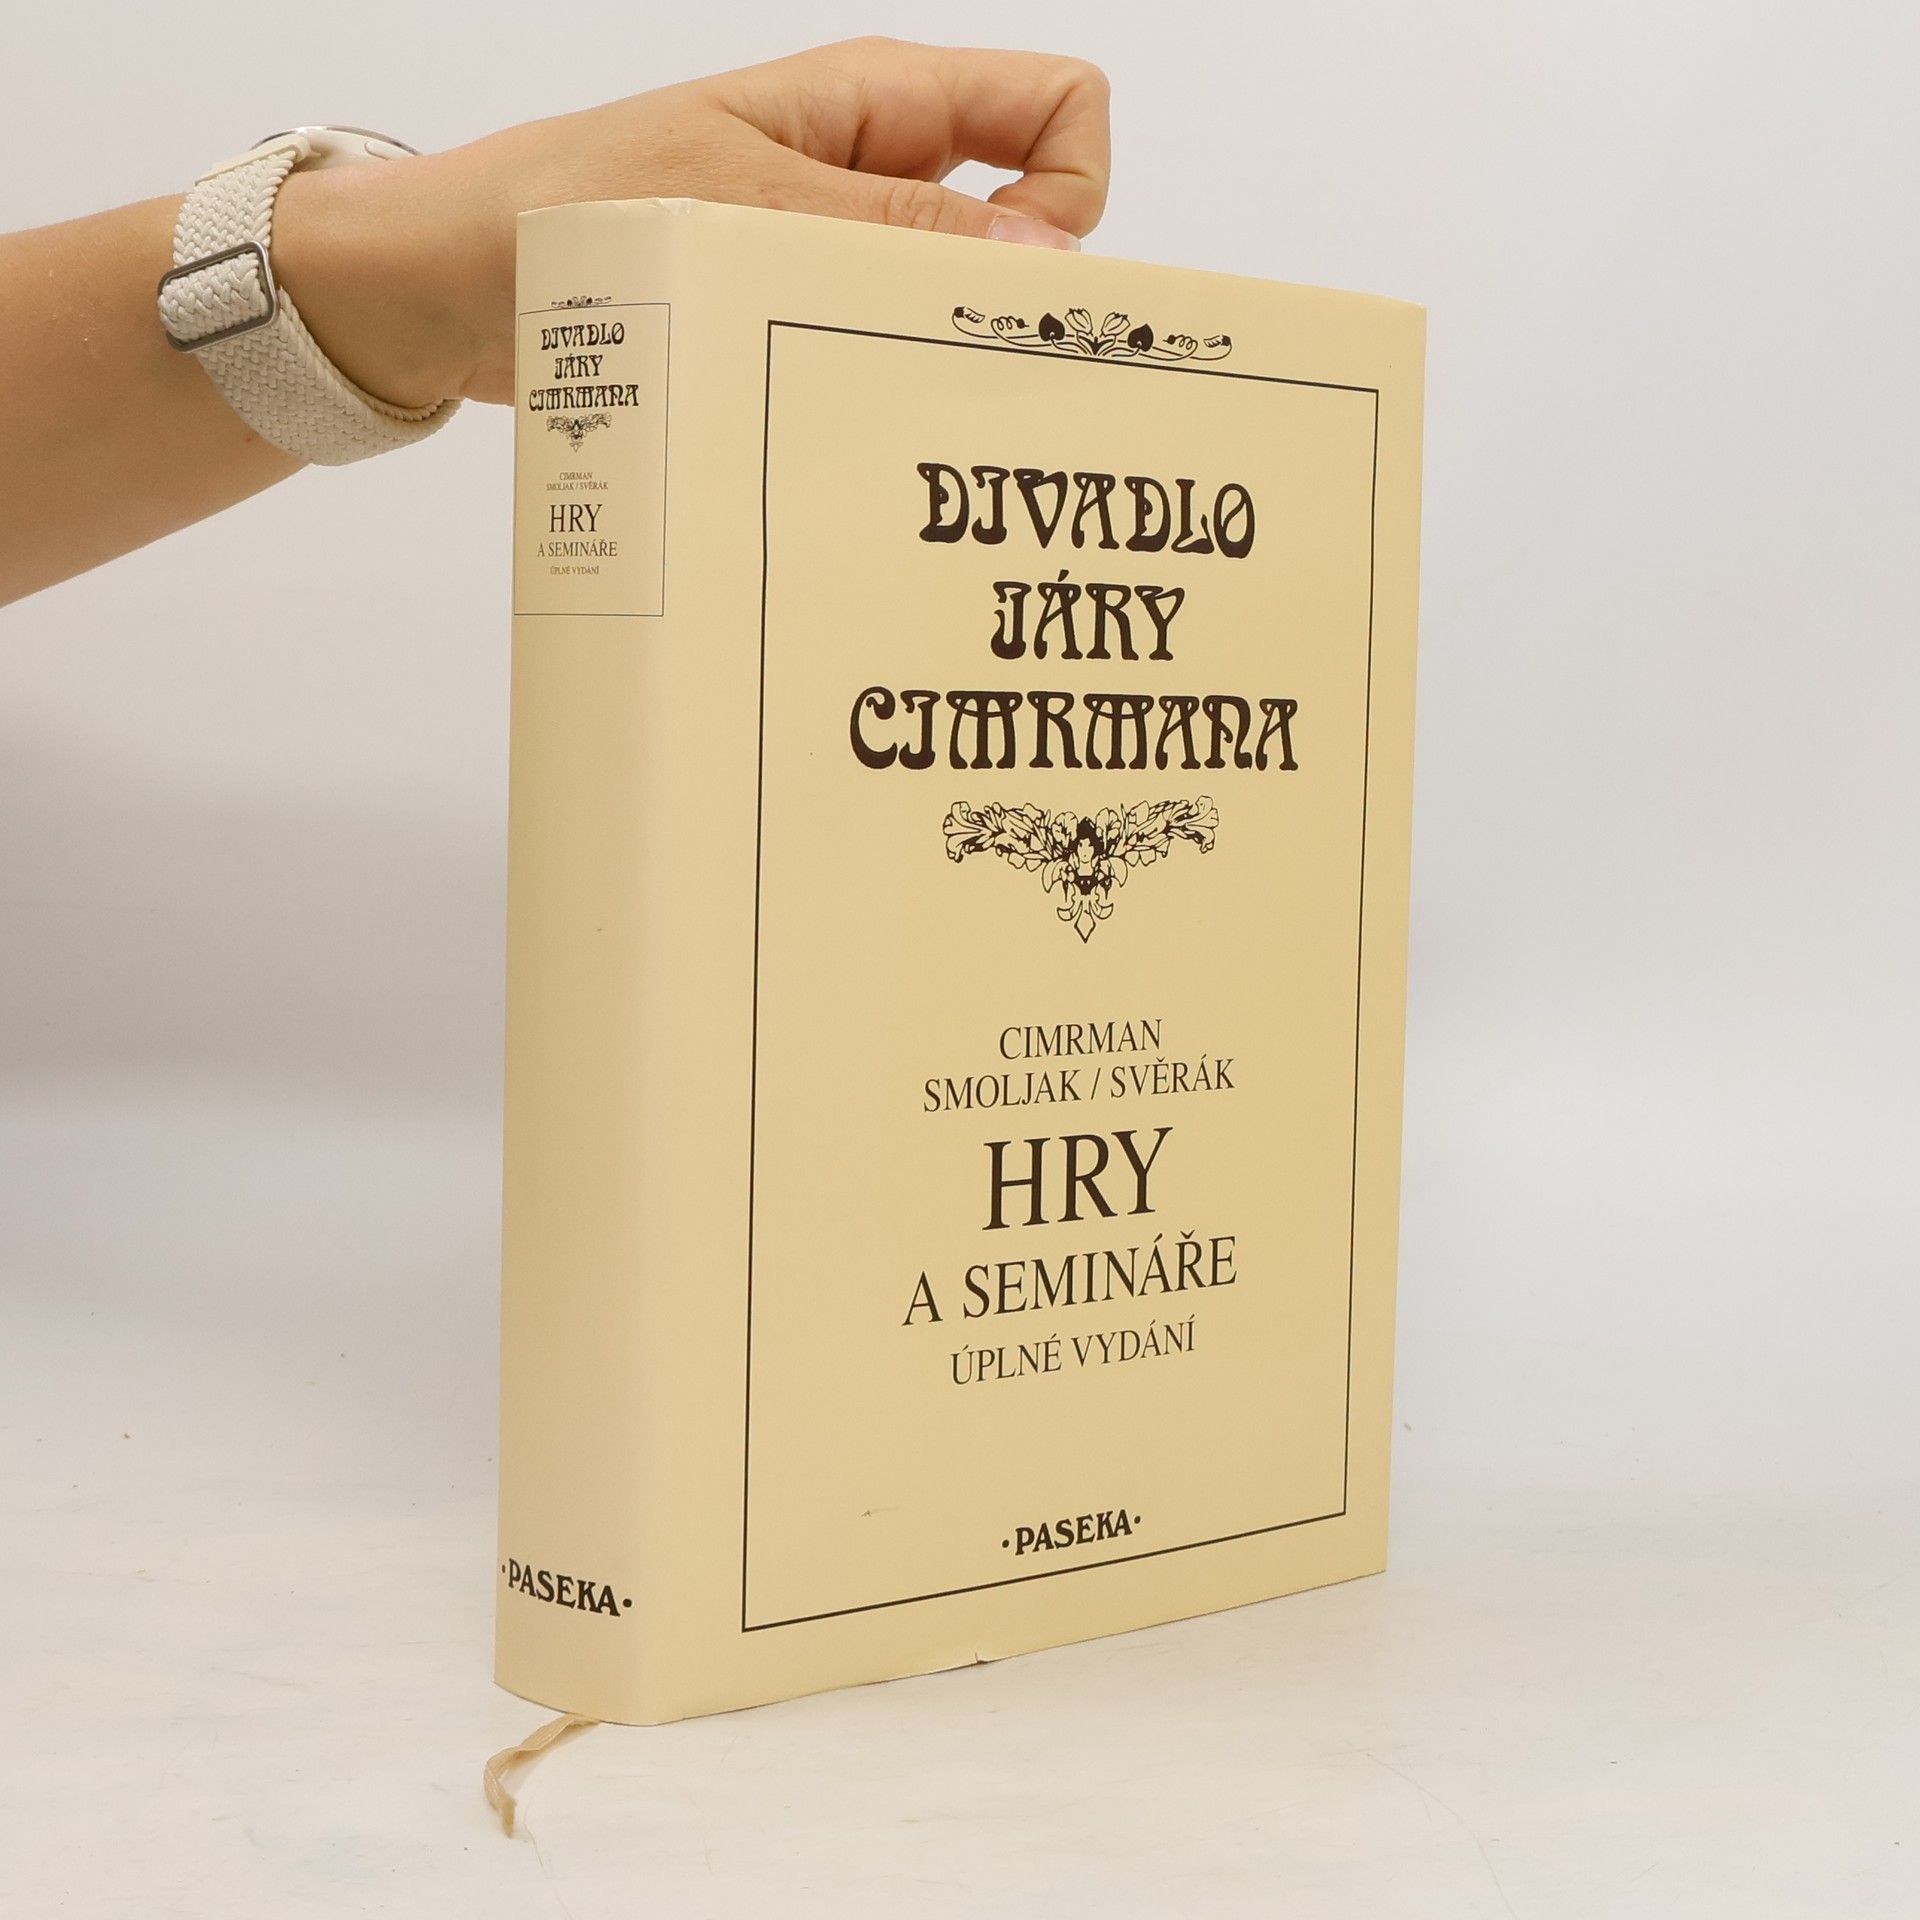 DIVADLO
JÁRY
CIMRMANA
CIMRMAN
SMOLJAK / SVĚRÁK
HRY
A SEMINÁŘE
ÚPLNÉ VYDÁNÍ
·PASEKA·
DIVADLO
JÁRY
CIMRMANA
CIMRMAN
SMOLJAK / SVĚRÁK
HRY
A SEMINÁŘE
ÚPLNÉ VYDÁNÍ
·PASEKA·